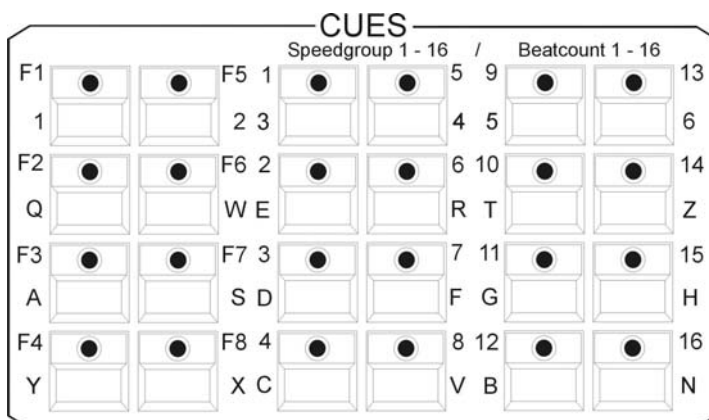 CUES
Speedgroup 1 - 16 / Beatcount 1 - 16
F1 F5 1 5 9 13
1 2 3 4 5 6
F2 F6 2 6 10 14
Q W E R T Z
F3 F7 3 7 11 15
A S D F G H
F4 F8 4 8 12 16
Y X C V B N